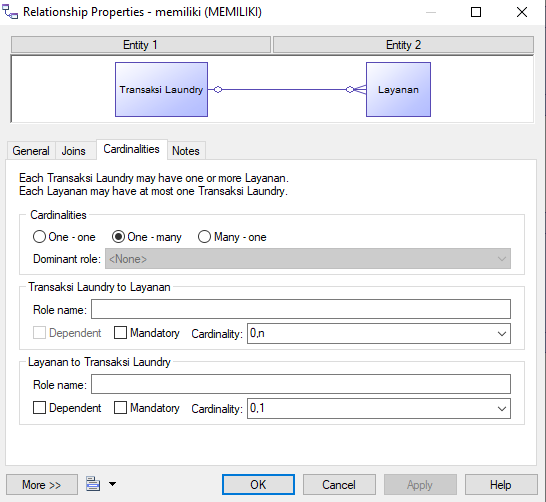 Relationship Properties - memiliki (MEMILIKI)
Entity 1 Entity 2
Transaksi Laundry Layanan
General Joins Cardinalities Notes
Each Transaksi Laundry may have one or more Layanan.
Each Layanan may have at most one Transaksi Laundry.
Cardinalities
One - one One - many Many - one
Dominant role: <None>
Transaksi Laundry to Layanan
Role name:
Dependent Mandatory Cardinality: 0,n
Layanan to Transaksi Laundry
Role name:
Dependent Mandatory Cardinality: 0,1
More >> OK Cancel Apply Help